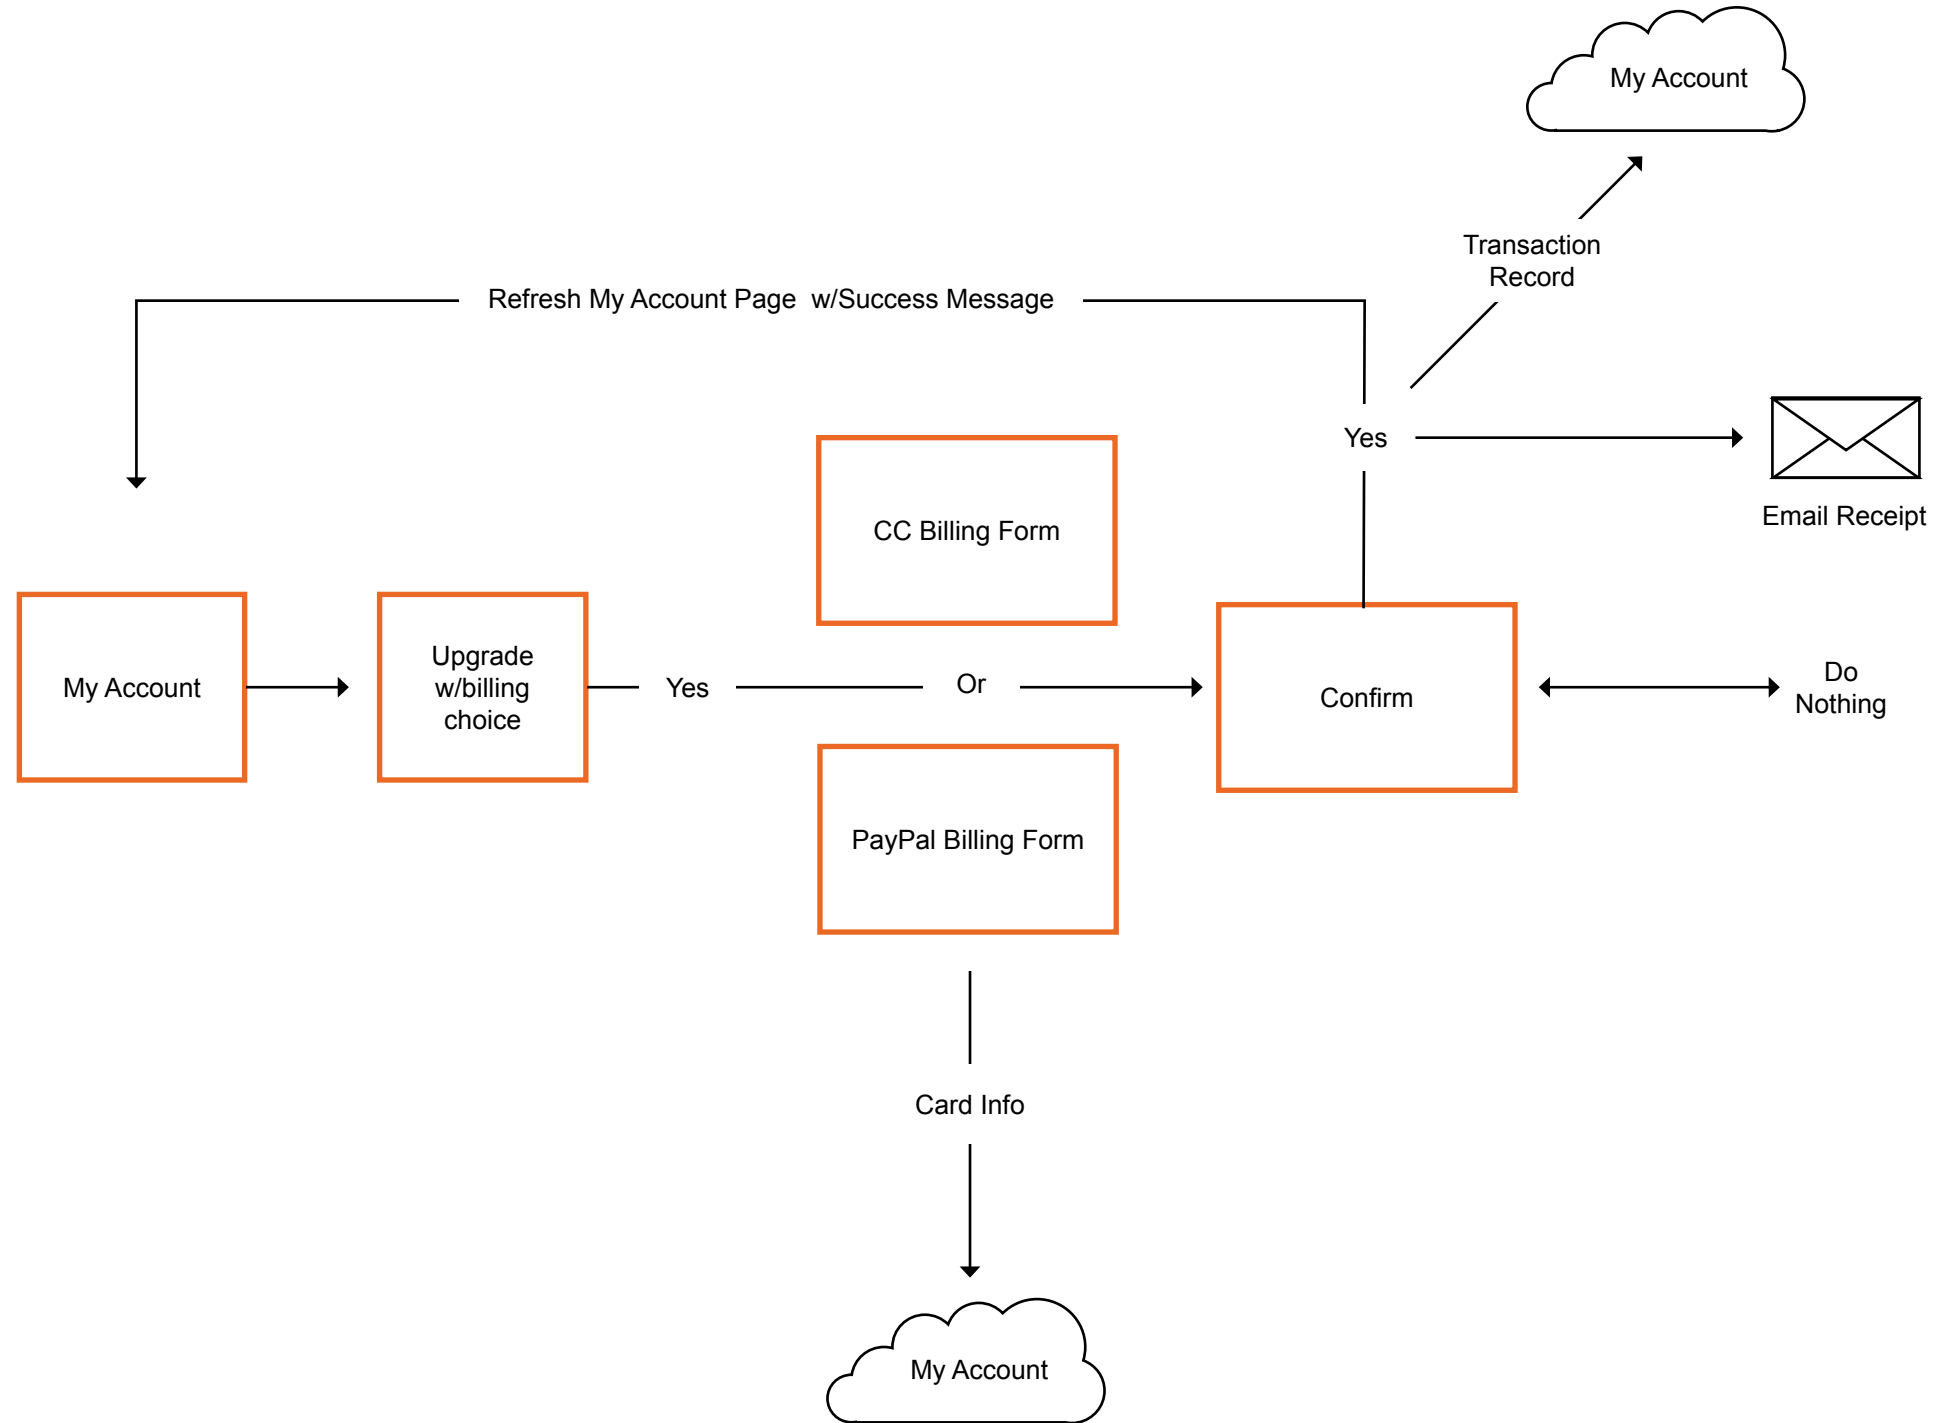 My Account
Transaction
Record
Refresh My Account Page  w/Success Message
Yes
Email Receipt
CC Billing Form
My Account
Upgrade
w/billing
choice
Yes
Or
Confirm
Do
Nothing
PayPal Billing Form
Card Info
My Account